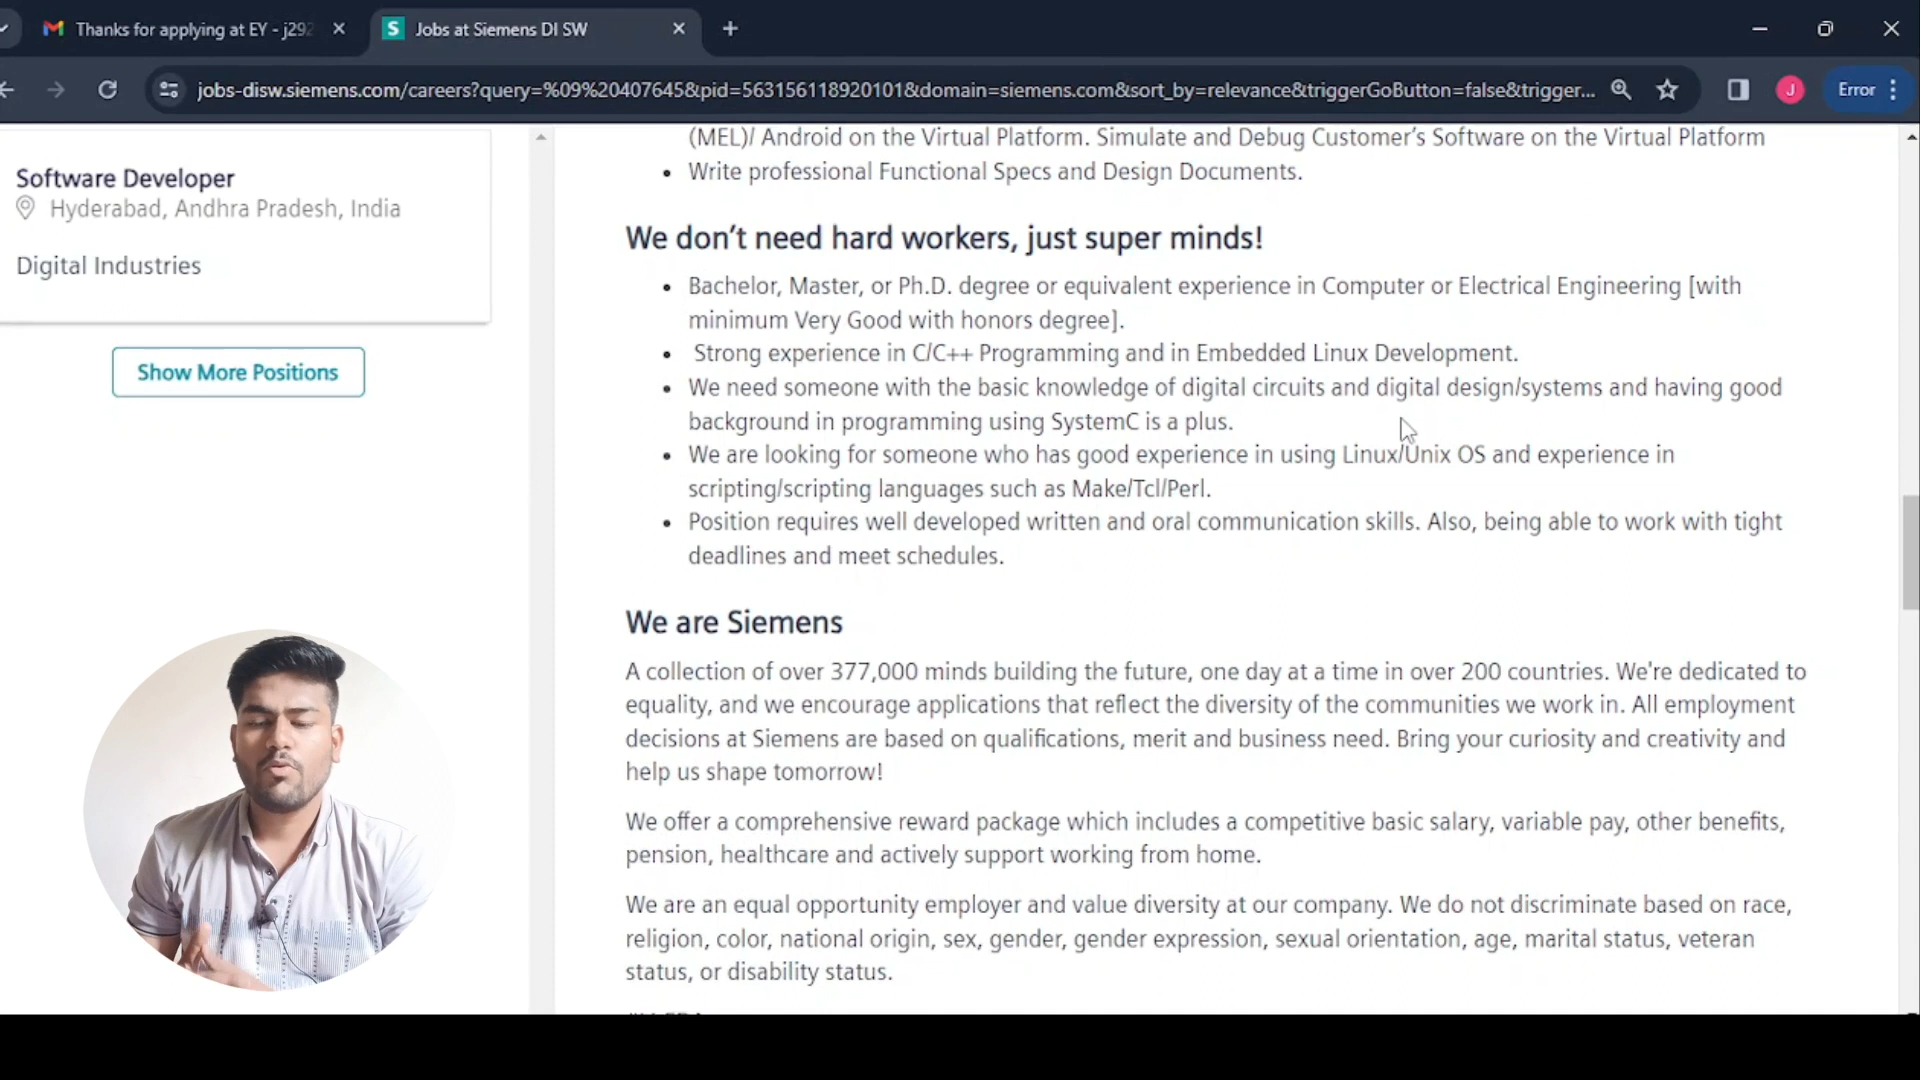 Thanks for applying at EY - j292
Jobs at Siemens DI SW
jobs-disw.siemens.com/careers?query=%09%20407645&pid=563156118920101&domain=siemens.com&sort_by=relevance&triggerGoButton=false&trigger...
J
Error
Software Developer
Hyderabad, Andhra Pradesh, India
Digital Industries
Show More Positions
(MEL)/ Android on the Virtual Platform. Simulate and Debug Customer's Software on the Virtual Platform
• Write professional Functional Specs and Design Documents.
We don't need hard workers, just super minds!
• Bachelor, Master, or Ph.D. degree or equivalent experience in Computer or Electrical Engineering [with
minimum Very Good with honors degree].
• Strong experience in C/C++ Programming and in Embedded Linux Development.
• We need someone with the basic knowledge of digital circuits and digital design/systems and having good
background in programming using SystemC is a plus.
• We are looking for someone who has good experience in using Linux/Unix OS and experience in
scripting/scripting languages such as Make/Tcl/Perl.
• Position requires well developed written and oral communication skills. Also, being able to work with tight
deadlines and meet schedules.
We are Siemens
A collection of over 377,000 minds building the future, one day at a time in over 200 countries. We're dedicated to
equality, and we encourage applications that reflect the diversity of the communities we work in. All employment
decisions at Siemens are based on qualifications, merit and business need. Bring your curiosity and creativity and
help us shape tomorrow!
We offer a comprehensive reward package which includes a competitive basic salary, variable pay, other benefits,
pension, healthcare and actively support working from home.
We are an equal opportunity employer and value diversity at our company. We do not discriminate based on race,
religion, color, national origin, sex, gender, gender expression, sexual orientation, age, marital status, veteran
status, or disability status.